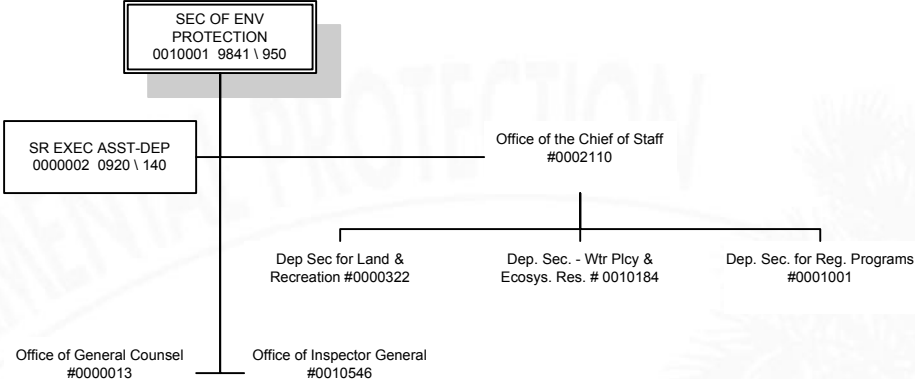 SEC OF ENV
PROTECTION
0010001 9841 \ 950
SR EXEC ASST-DEP
0000002 0920 \ 140
Office of the Chief of Staff
#0002110
Dep Sec for Land &
Recreation #0000322
Dep. Sec. - Wtr Plcy &
Ecosys. Res. # 0010184
Dep. Sec. for Reg. Programs
#0001001
Office of General Counsel
#0000013
Office of Inspector General
#0010546
MENTAL PROTECTION